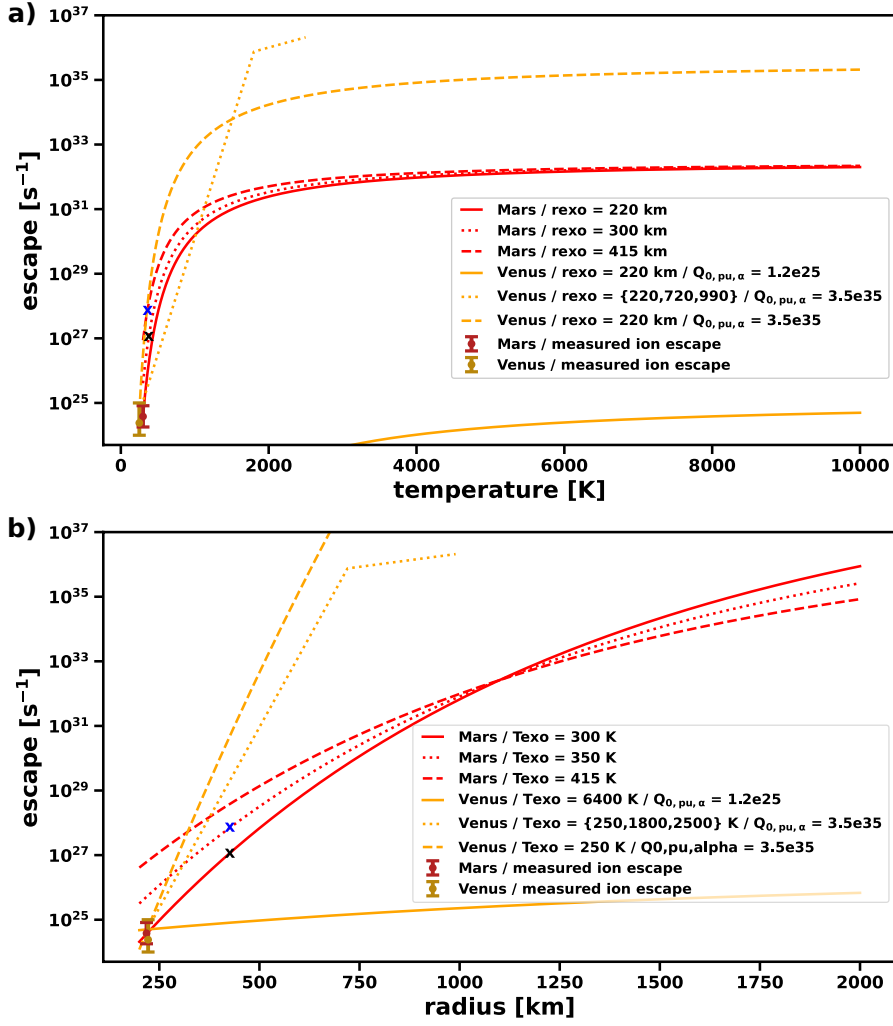 a)
10^37
10^35
10^33
10^31
10^29
10^27
10^25
escape [s^−1]
Mars / rexo = 220 km
Mars / rexo = 300 km
Mars / rexo = 415 km
Venus / rexo = 220 km / Q_0,pu,α = 1.2e25
Venus / rexo = {220,720,990} / Q_0,pu,α = 3.5e35
Venus / rexo = 220 km / Q_0,pu,α = 3.5e35
Mars / measured ion escape
Venus / measured ion escape
x
x
0 2000 4000 6000 8000 10000
temperature [K]
b)
10^37
10^35
10^33
10^31
10^29
10^27
10^25
escape [s^−1]
Mars / Texo = 300 K
Mars / Texo = 350 K
Mars / Texo = 415 K
Venus / Texo = 6400 K / Q_0,pu,α = 1.2e25
Venus / Texo = {250,1800,2500} K / Q_0,pu,α = 3.5e35
Venus / Texo = 250 K / Q0,pu,alpha = 3.5e35
Mars / measured ion escape
Venus / measured ion escape
x
x
250 500 750 1000 1250 1500 1750 2000
radius [km]